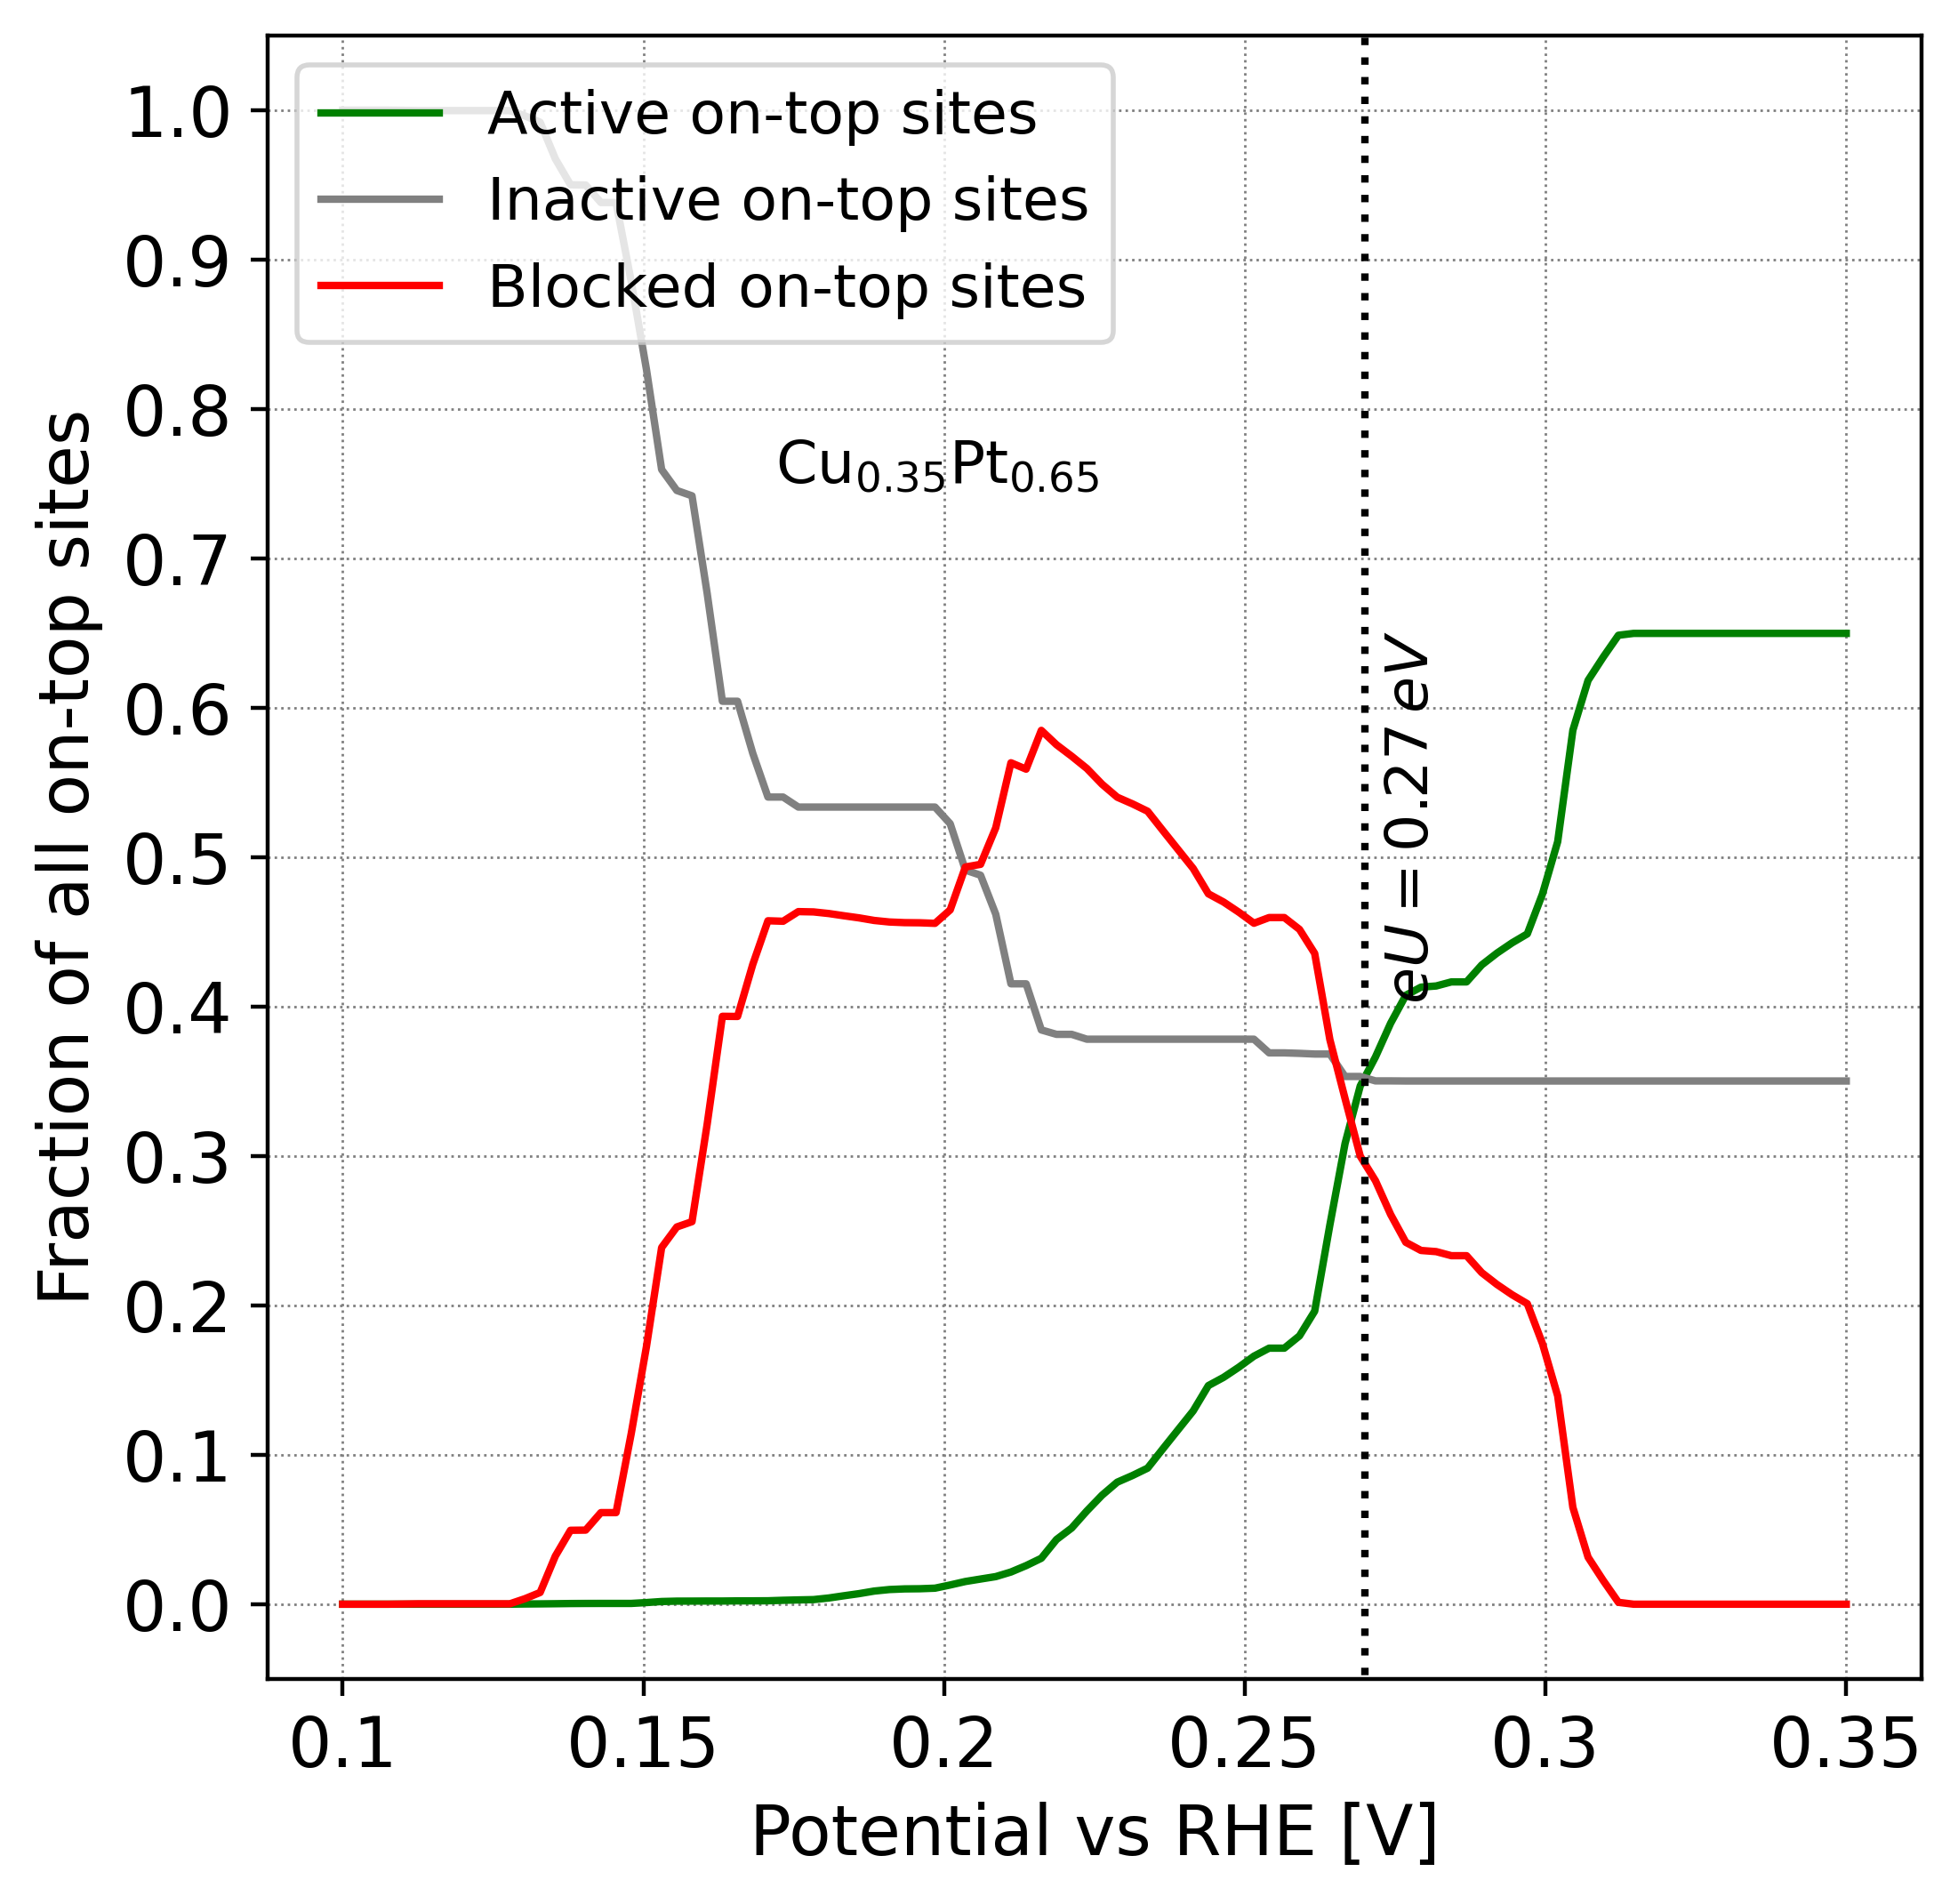 Active on-top sites
Inactive on-top sites
Blocked on-top sites
Cu₀.₃₅Pt₀.₆₅
eU = 0.27 eV
Fraction of all on-top sites
1.0
0.9
0.8
0.7
0.6
0.5
0.4
0.3
0.2
0.1
0.0
0.1 0.15 0.2 0.25 0.3 0.35
Potential vs RHE [V]